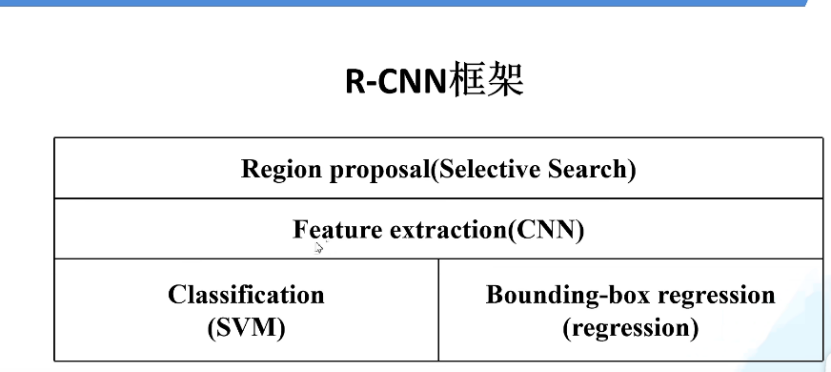 R-CNN框架
Region proposal(Selective Search)
Feature extraction(CNN)
Classification
(SVM)
Bounding-box regression
(regression)